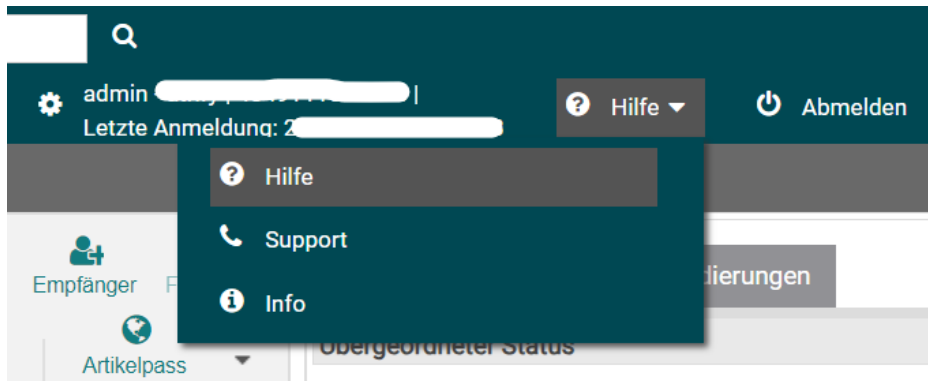 admin |
Letzte Anmeldung: 2
Hilfe
Abmelden
Hilfe
Support
Info
Empfänger F
dierungen
Übergeordneter Status
Artikelpass